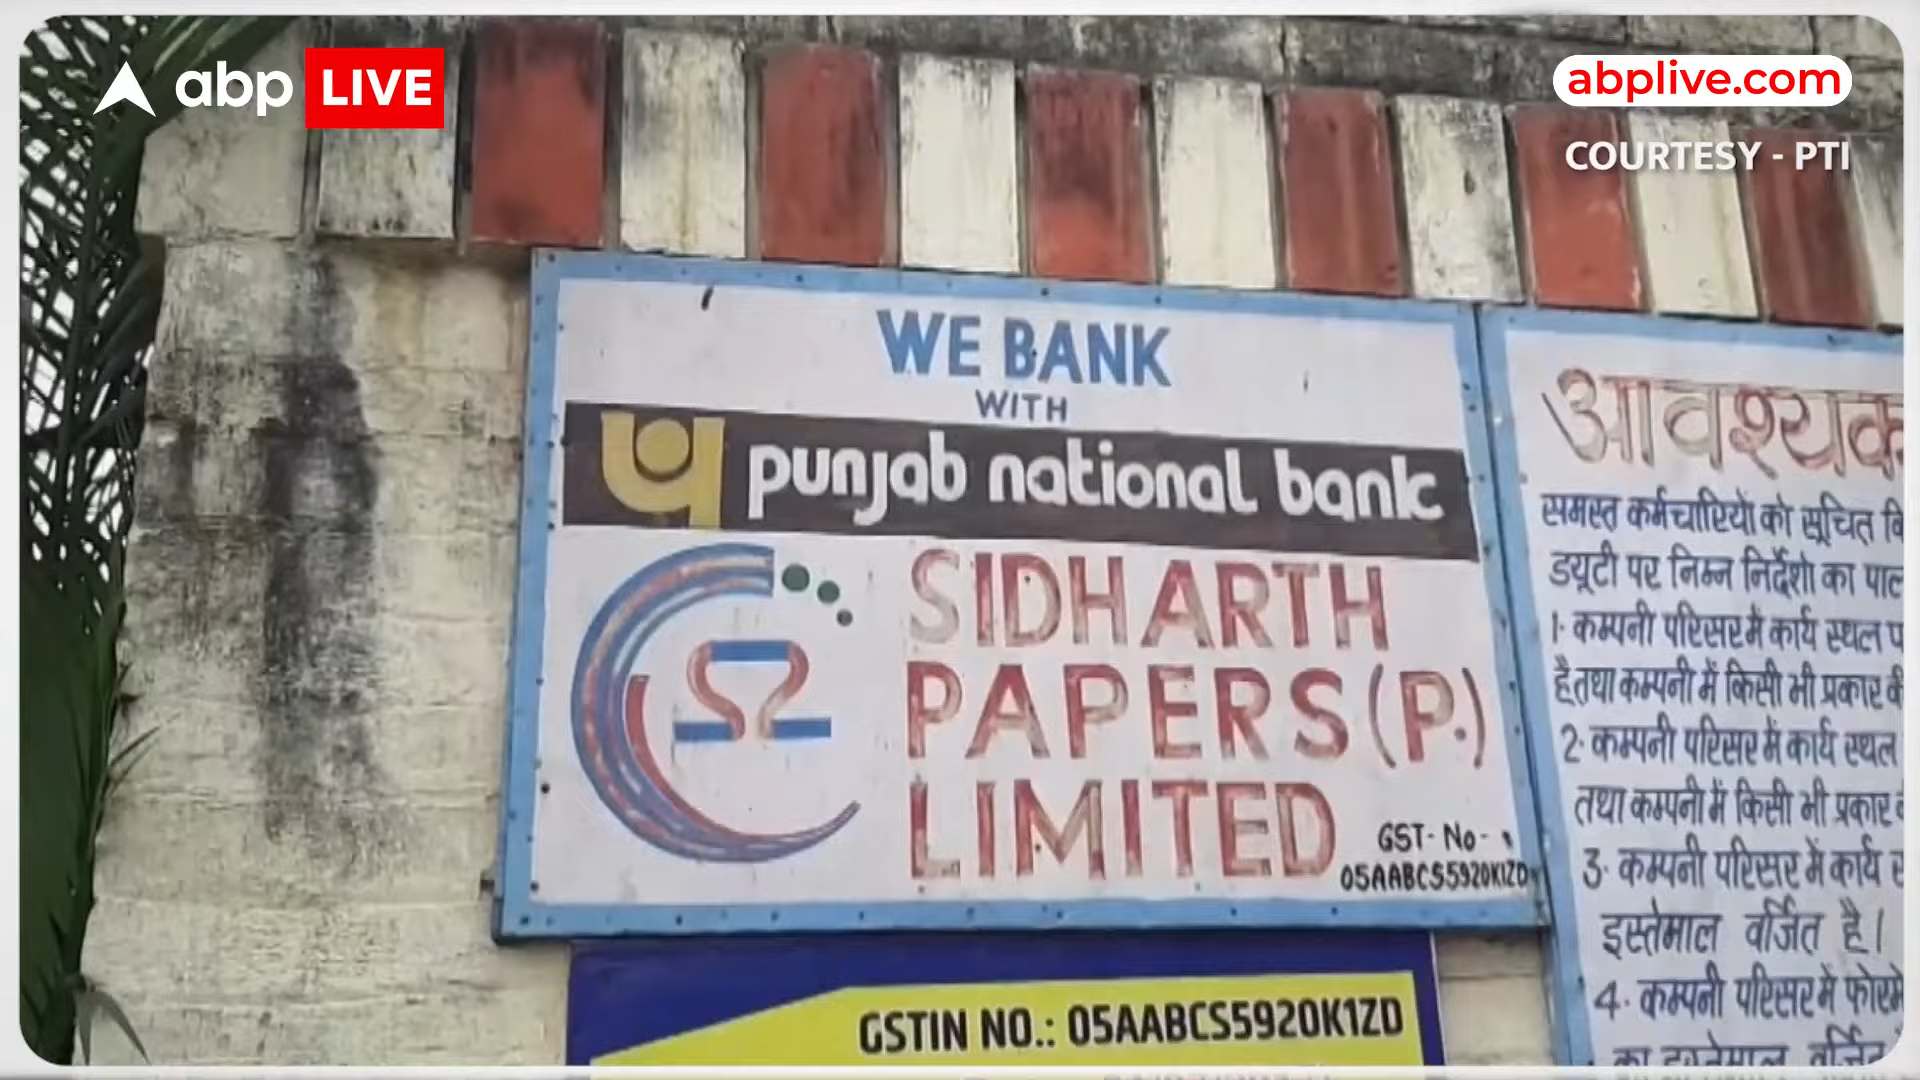 abp LIVE
abplive.com
COURTESY - PTI
WE BANK
WITH
punjab national bank
SIDHARTH
PAPERS (P.)
LIMITED
GST- No-
05AABCS5920K1ZD
GSTIN NO.: 05AABCS5920K1ZD
समस्त कर्मचारियों को सूचित
ड्यूटी पर निम्न निर्देशो का
1. कम्पनी परिसर में कार्य स्थल
है तथा कम्पनी में किसी भी प्रकार
2. कम्पनी परिसर में कार्य स्थल
तथा कम्पनी में किसी भी प्रकार
3. कम्पनी परिसर में कार्य
इस्तेमाल वर्जित है।
4. कम्पनी परिसर में